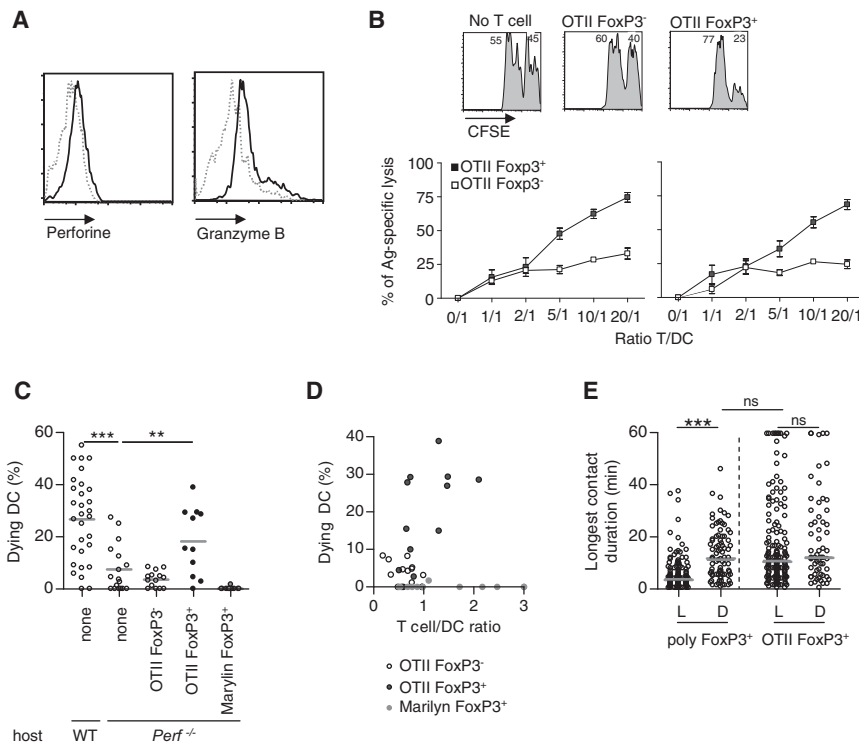 A
Perforine
Granzyme B
B
No T cell
OTII FoxP3⁻
OTII FoxP3⁺
55
45
60
40
77
23
CFSE
OTII Foxp3⁺
OTII Foxp3⁻
% of Ag-specific lysis
100
75
50
25
0
0/1 1/1 2/1 5/1 10/1 20/1
0/1 1/1 2/1 5/1 10/1 20/1
Ratio T/DC
C
Dying DC (%)
60
40
20
0
***
**
none
none
OTII FoxP3⁻
OTII FoxP3⁺
Marylin FoxP3⁺
host
WT
Perf ⁻/⁻
D
Dying DC (%)
40
30
20
10
0
0 1 2 3
T cell/DC ratio
OTII FoxP3⁻
OTII FoxP3⁺
Marilyn FoxP3⁺
E
Longest contact
duration (min)
60
40
20
0
ns
***
ns
L D L D
poly FoxP3⁺ OTII FoxP3⁺